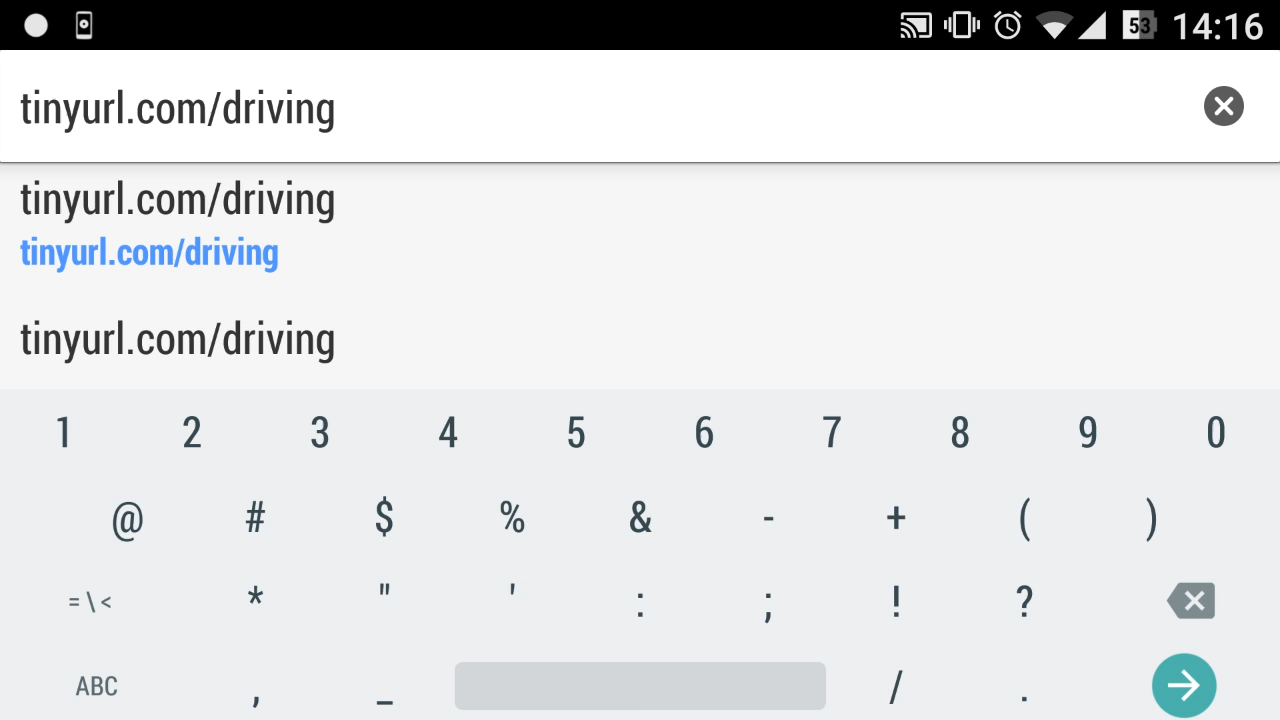 53 14:16
tinyurl.com/driving
tinyurl.com/driving
tinyurl.com/driving
tinyurl.com/driving
1 2 3 4 5 6 7 8 9 0
@ # $ % & - + ( )
= \ < * " ' : ; ! ?
ABC , _ / .